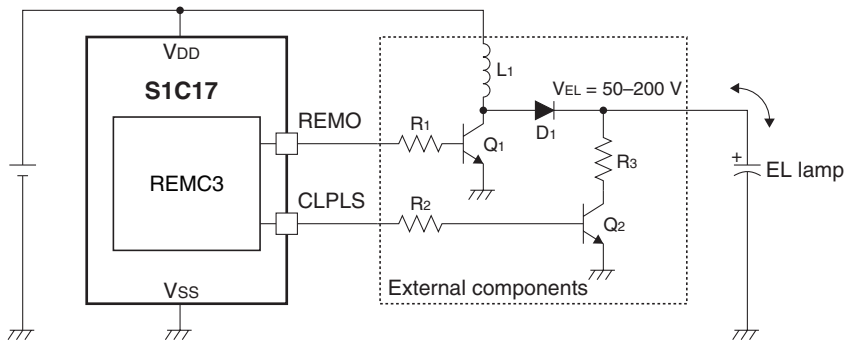 VDD
S1C17
L1
VEL = 50–200 V
REMO
R1
Q1
D1
R3
+
EL lamp
REMC3
CLPLS
R2
Q2
VSS
External components